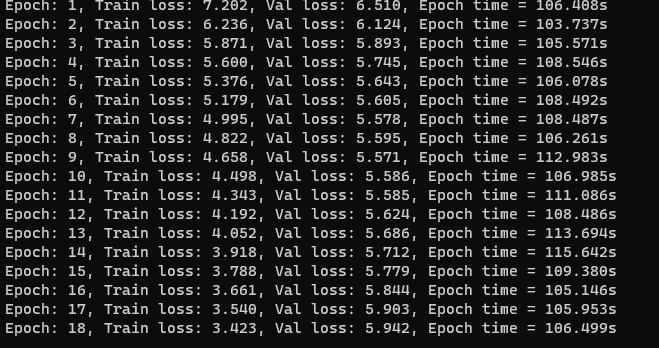 Epoch: 1, Train loss: 7.202, Val loss: 6.510, Epoch time = 106.408s
Epoch: 2, Train loss: 6.236, Val loss: 6.124, Epoch time = 103.737s
Epoch: 3, Train loss: 5.871, Val loss: 5.893, Epoch time = 105.571s
Epoch: 4, Train loss: 5.600, Val loss: 5.745, Epoch time = 108.546s
Epoch: 5, Train loss: 5.376, Val loss: 5.643, Epoch time = 106.078s
Epoch: 6, Train loss: 5.179, Val loss: 5.605, Epoch time = 108.492s
Epoch: 7, Train loss: 4.995, Val loss: 5.578, Epoch time = 108.487s
Epoch: 8, Train loss: 4.822, Val loss: 5.595, Epoch time = 106.261s
Epoch: 9, Train loss: 4.658, Val loss: 5.571, Epoch time = 112.983s
Epoch: 10, Train loss: 4.498, Val loss: 5.586, Epoch time = 106.985s
Epoch: 11, Train loss: 4.343, Val loss: 5.585, Epoch time = 111.086s
Epoch: 12, Train loss: 4.192, Val loss: 5.624, Epoch time = 108.486s
Epoch: 13, Train loss: 4.052, Val loss: 5.686, Epoch time = 113.694s
Epoch: 14, Train loss: 3.918, Val loss: 5.712, Epoch time = 115.642s
Epoch: 15, Train loss: 3.788, Val loss: 5.779, Epoch time = 109.380s
Epoch: 16, Train loss: 3.661, Val loss: 5.844, Epoch time = 105.146s
Epoch: 17, Train loss: 3.540, Val loss: 5.903, Epoch time = 105.953s
Epoch: 18, Train loss: 3.423, Val loss: 5.942, Epoch time = 106.499s